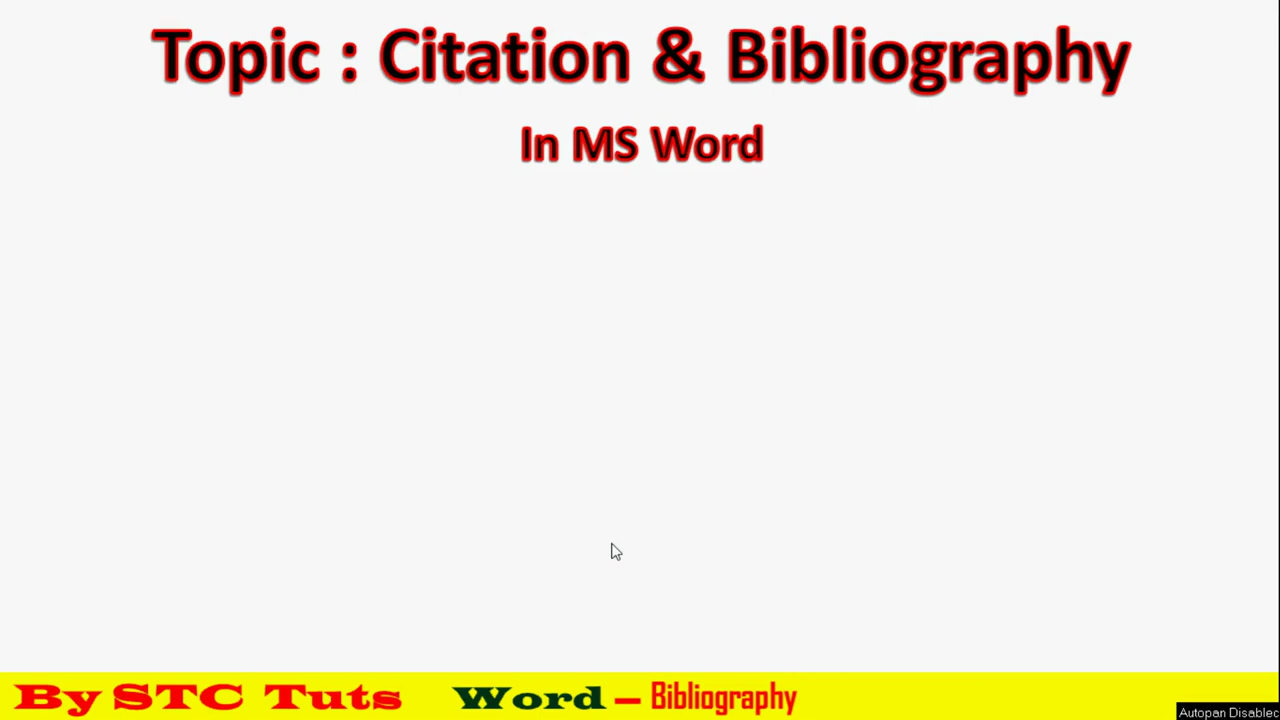 Topic : Citation & Bibliography
In MS Word
By STC Tuts Word – Bibliography
Autopan Disablec